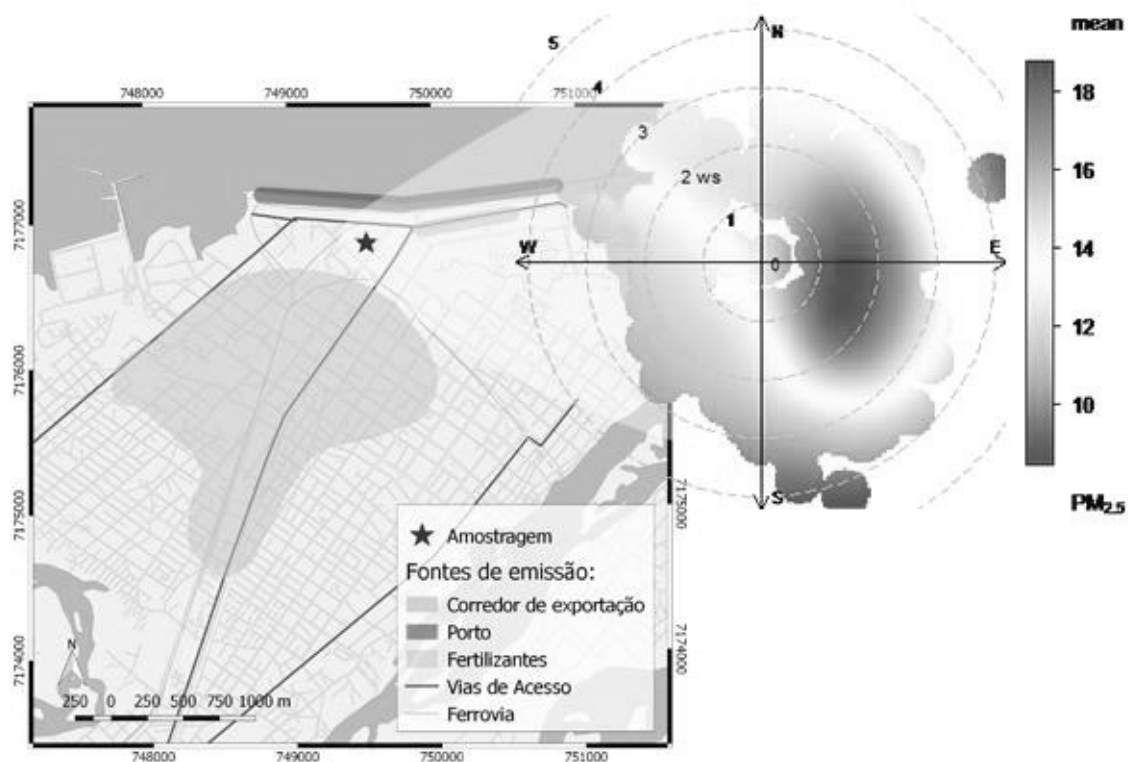 mean
5
N
4
748000 749000 750000 751000
18
3
2 ws
16
1
7177000
W
E
0
14
12
7176000
10
S
PM2.5
7175000
7175000
Amostragem
Fontes de emissão:
Corredor de exportação
Porto
Fertilizantes
Vias de Acesso
Ferrovia
N
7174000
7174000
250 0 250 500 750 1000 m
748000 749000 750000 751000